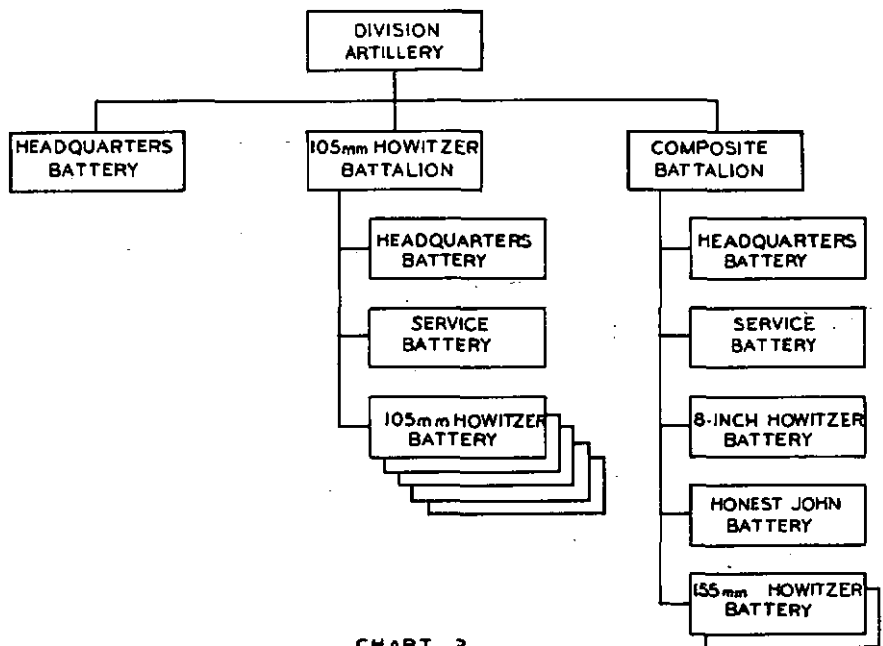 DIVISION
ARTILLERY
HEADQUARTERS
BATTERY
105mm HOWITZER
BATTALION
COMPOSITE
BATTALION
HEADQUARTERS
BATTERY
SERVICE
BATTERY
105mm HOWITZER
BATTERY
HEADQUARTERS
BATTERY
SERVICE
BATTERY
8-INCH HOWITZER
BATTERY
HONEST JOHN
BATTERY
155mm HOWITZER
BATTERY
CHART